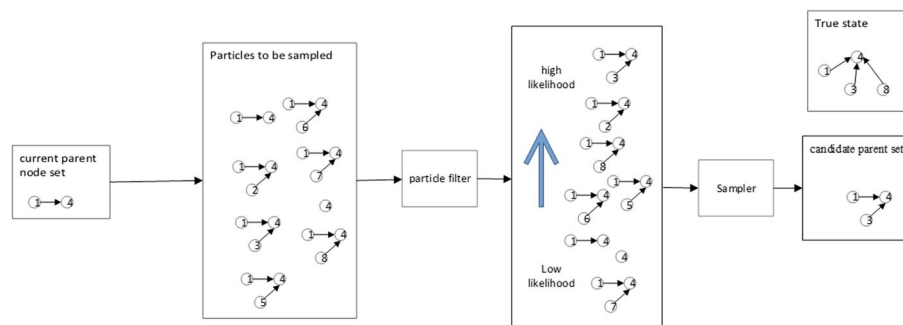 True state
1 4
3 8
Particles to be sampled
1 4 1 4
6
1 4 1 4
2 7
4
1 4 1 4
3 8
1 4
5
high
likelihood
1 4
3
1 4
2
1 4
8
1 4 1 4
6 5
1 4
4
Low
likelihood
1 4
7
current parent
node set
1 4
partide filter
Sampler
candidate parent set
1 4
3